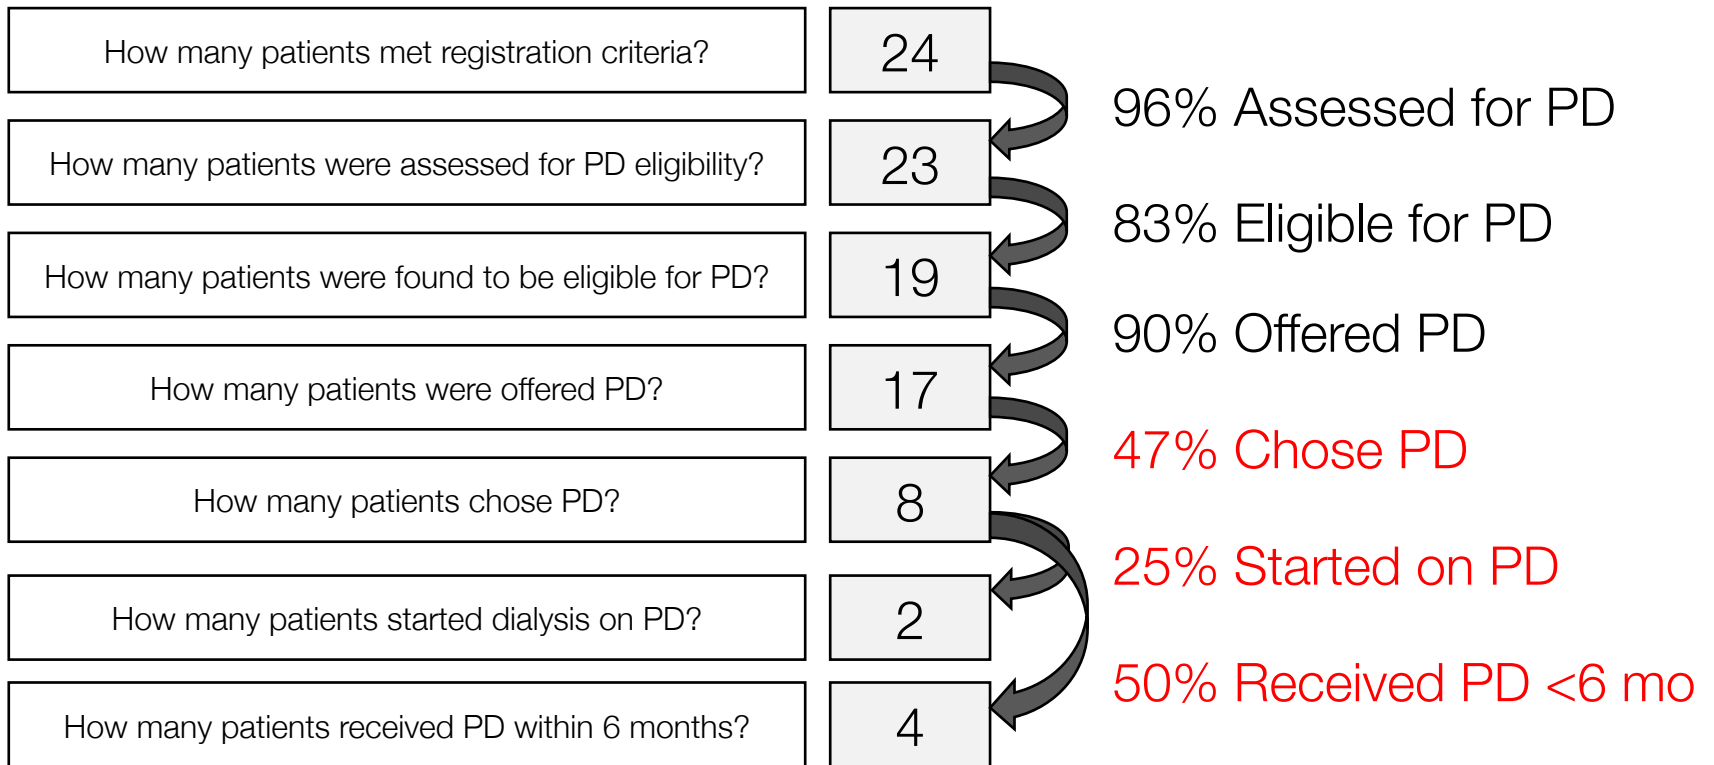 How many patients met registration criteria?
24
96% Assessed for PD
How many patients were assessed for PD eligibility?
23
83% Eligible for PD
How many patients were found to be eligible for PD?
19
90% Offered PD
How many patients were offered PD?
17
47% Chose PD
How many patients chose PD?
8
25% Started on PD
How many patients started dialysis on PD?
2
50% Received PD <6 mo
How many patients received PD within 6 months?
4